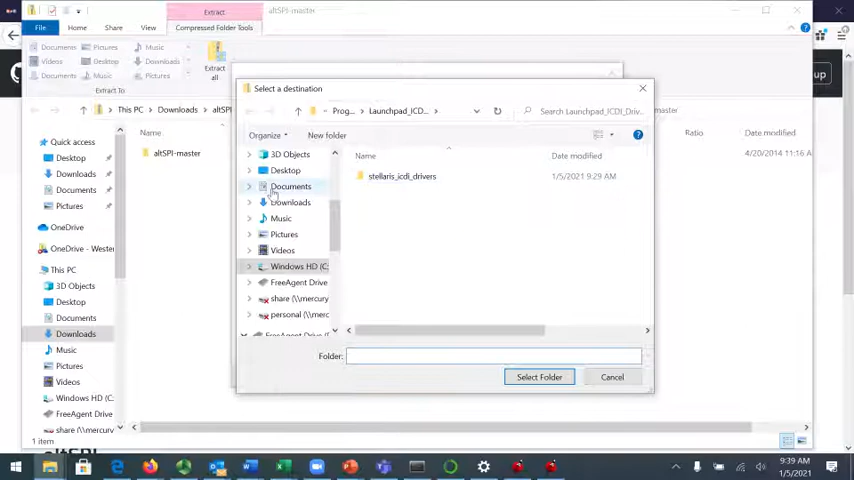 Extract
altSPI-master
File
Home
Share
View
Compressed Folder Tools
Documents
Pictures
Music
Videos
Desktop
Downloads
Documents
Music
Pictures
Extract To
Extract all
This PC
Downloads
Name
Ratio
altSPI-master
4/20/2014 11:16 A
Quick access
Desktop
Downloads
Documents
Pictures
OneDrive
OneDrive - Wester
This PC
3D Objects
Desktop
Documents
Downloads
Music
Pictures
Videos
Windows HD (C:
FreeAgent Drive
1 item
Select a destination
Prog...
Launchpad_ICD...
Search Launchpad_ICDI_Driv...
Organize
New folder
3D Objects
Desktop
Documents
Downloads
Music
Pictures
Videos
Windows HD (C:
FreeAgent Drive
share (\\mercury
personal (\\merc
FreeAgent Drive (
Name
Date modified
stellaris_icdi_drivers
1/5/2021 9:29 AM
Folder:
Select Folder
Cancel
9:39 AM
1/5/2021